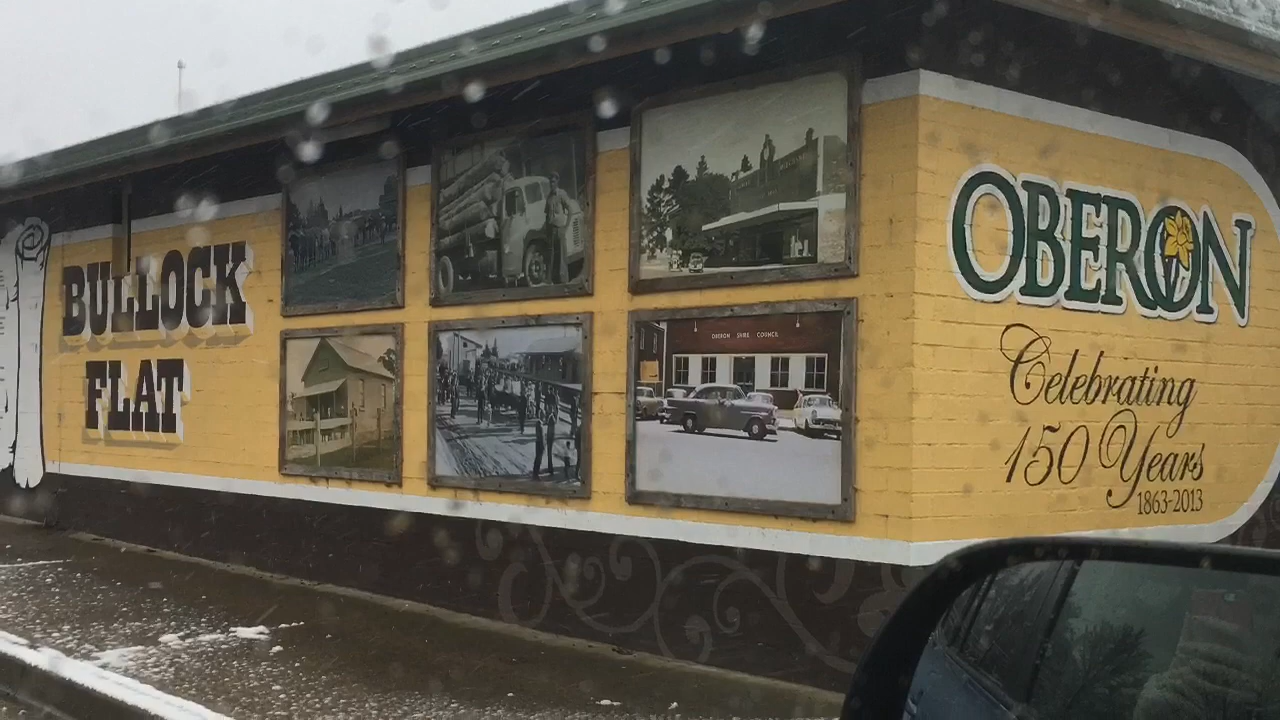 BULLOCK
FLAT
OBERON SHIRE COUNCIL
OBERON
Celebrating
150 Years
1863-2013